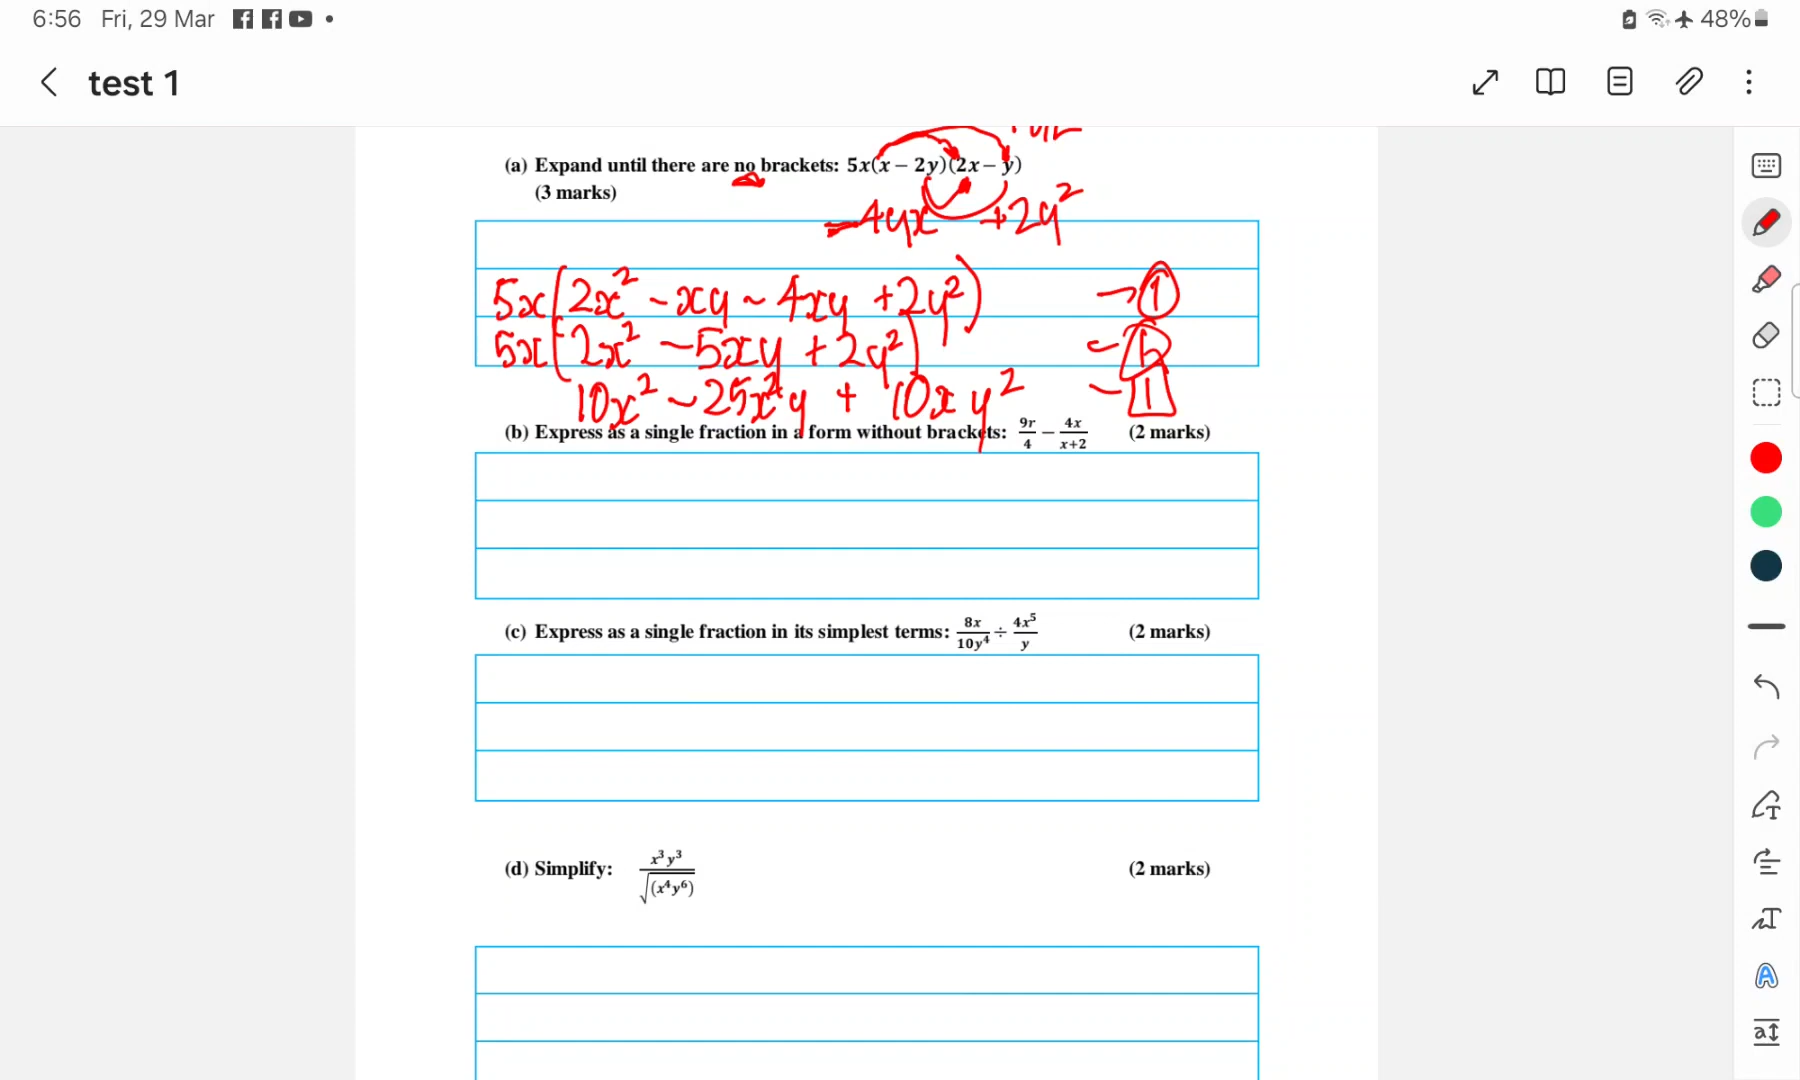 6:56 Fri, 29 Mar 48%
test 1
(a) Expand until there are no brackets: 5x(x – 2y)(2x – y)
(3 marks)
-4yx +2y²
5x(2x² - xy - 4xy + 2y²) -①
5x(2x² - 5xy + 2y²)
10x² - 25x²y + 10xy² - 1
(b) Express as a single fraction in a form without brackets: 9r/4 − 4x/x+2 (2 marks)
(c) Express as a single fraction in its simplest terms: 8x/10y⁴ ÷ 4x⁵/y (2 marks)
(d) Simplify: x³y³/√(x⁴y⁶) (2 marks)